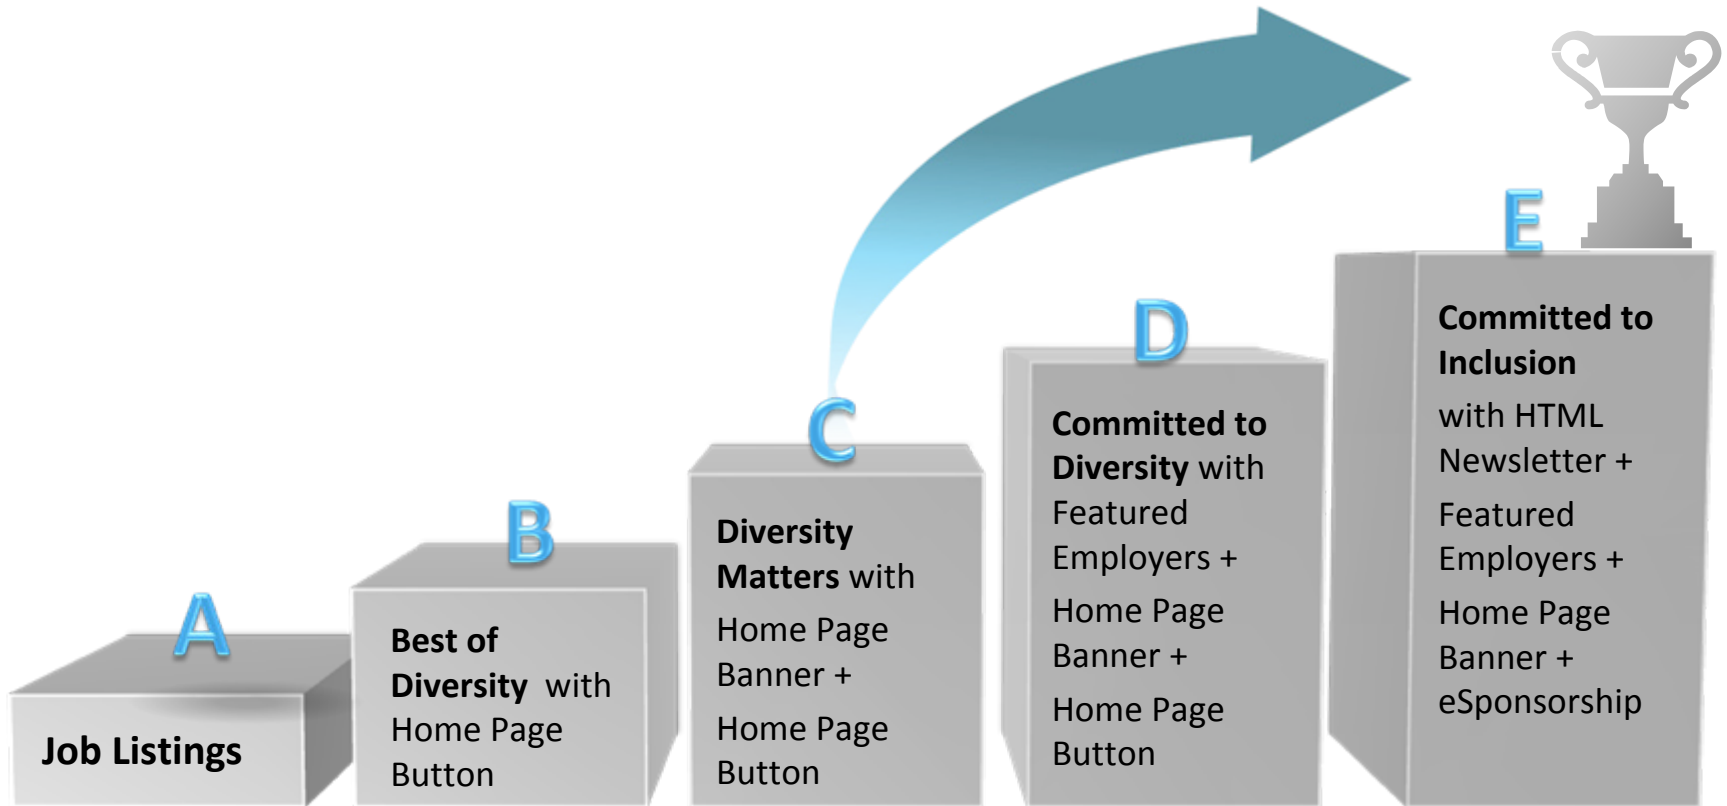 A
Job Listings
B
Best of
Diversity with
Home Page
Button
C
Diversity
Matters with
Home Page
Banner +
Home Page
Button
D
Committed to
Diversity with
Featured
Employers +
Home Page
Banner +
Home Page
Button
E
Committed to
Inclusion
with HTML
Newsletter +
Featured
Employers +
Home Page
Banner +
eSponsorship